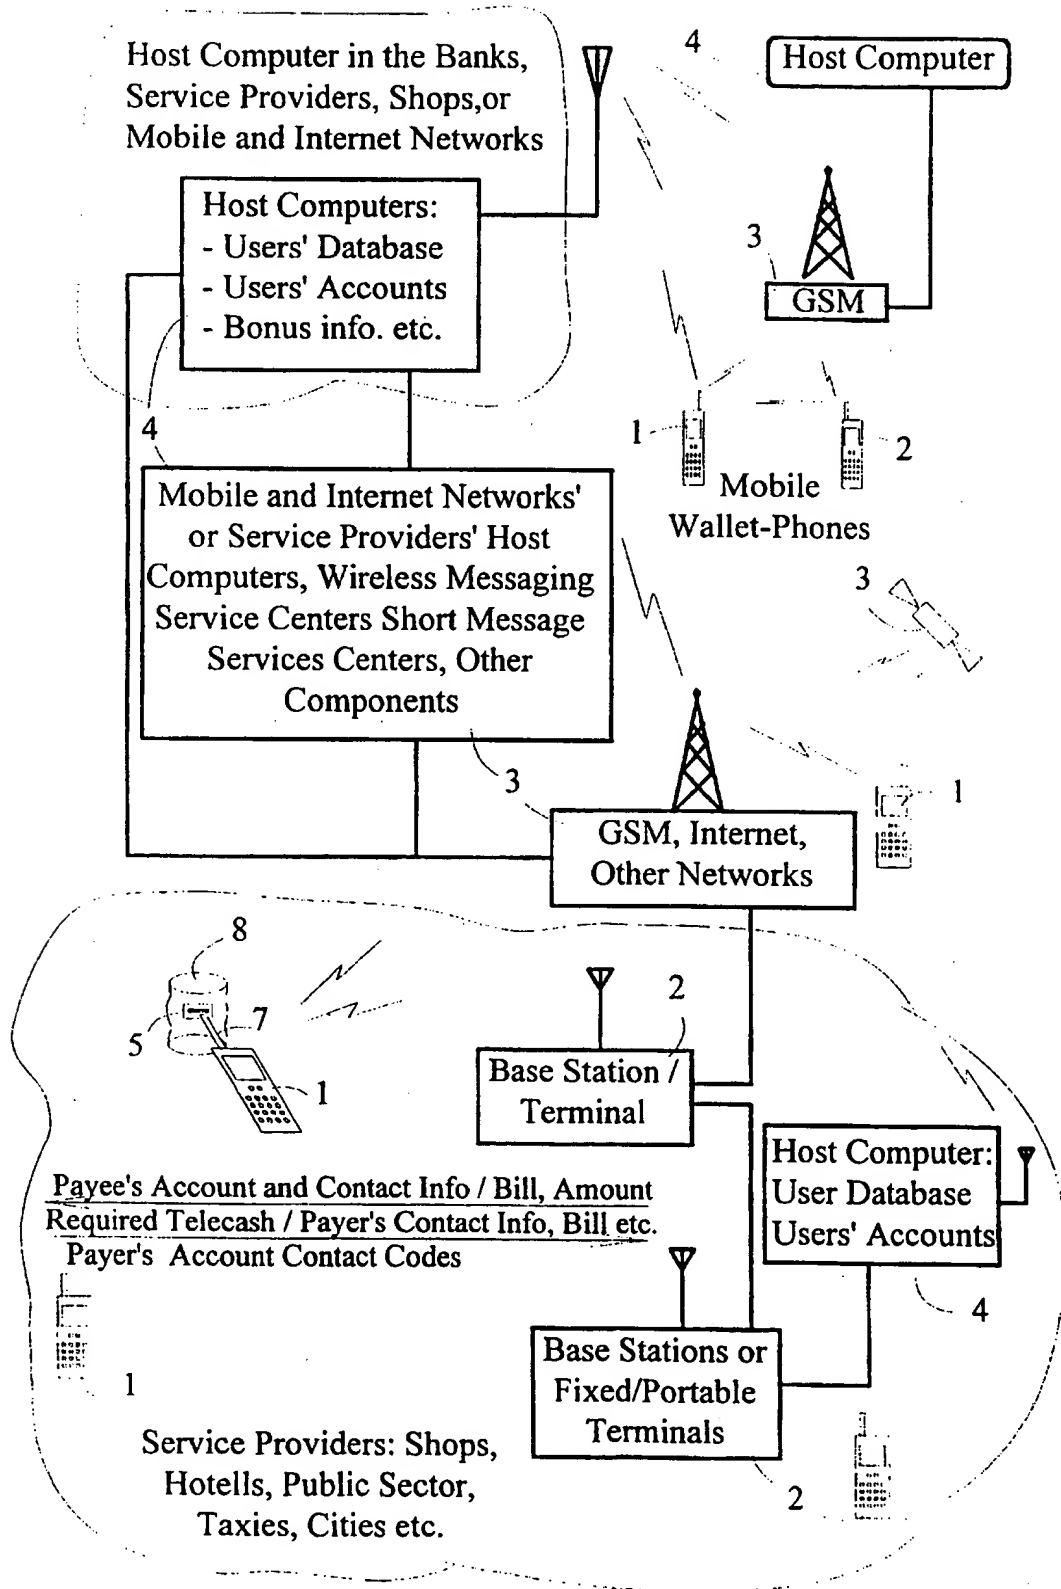 Host Computer in the Banks,
Service Providers, Shops,or
Mobile and Internet Networks
4
Host Computer
Host Computers:
- Users' Database
- Users' Accounts
- Bonus info. etc.
3
GSM
4
1
2
Mobile
Wallet-Phones
Mobile and Internet Networks'
or Service Providers' Host
Computers, Wireless Messaging
Service Centers Short Message
Services Centers, Other
Components
3
3
1
GSM, Internet,
Other Networks
8
5
7
1
2
Base Station /
Terminal
Host Computer:
User Database
Users' Accounts
4
Payee's Account and Contact Info / Bill, Amount
Required Telecash / Payer's Contact Info, Bill etc.
Payer's Account Contact Codes
1
Base Stations or
Fixed/Portable
Terminals
2
Service Providers: Shops,
Hotells, Public Sector,
Taxies, Cities etc.